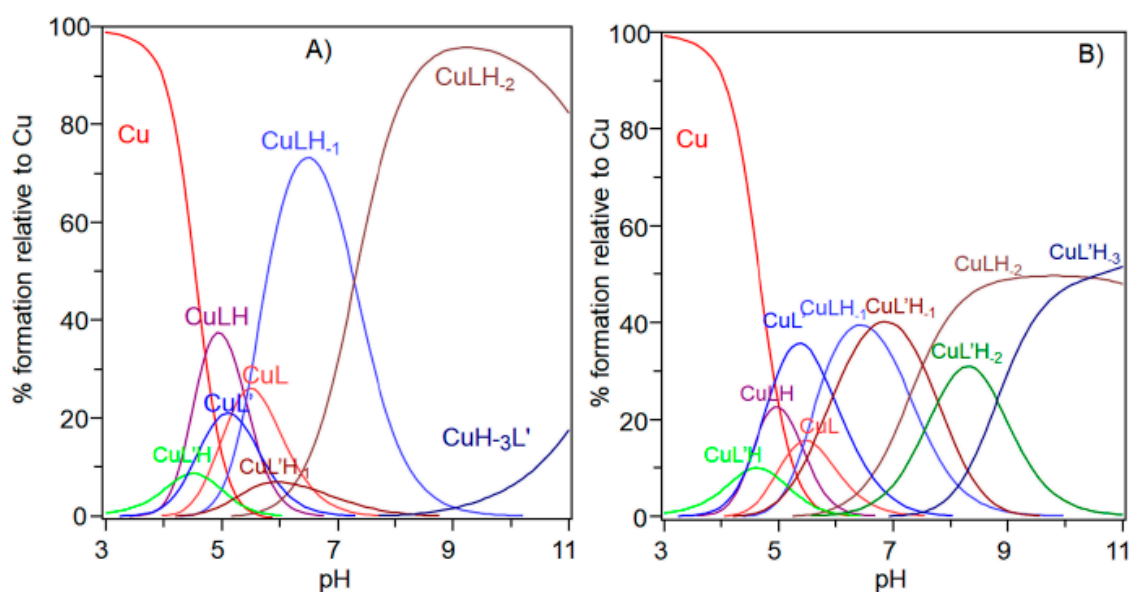 % formation relative to Cu
100
80
60
40
20
0
3
5
7
9
11
pH
A)
Cu
CuLH
CuL
CuL'
CuL'H
CuL'H-1
CuLH-1
CuLH-2
CuH-3L'
% formation relative to Cu
100
80
60
40
20
0
3
5
7
9
11
pH
B)
Cu
CuL'
CuLH-1
CuL'H-1
CuLH-2
CuL'H-3
CuL'H-2
CuLH
CuL
CuL'H